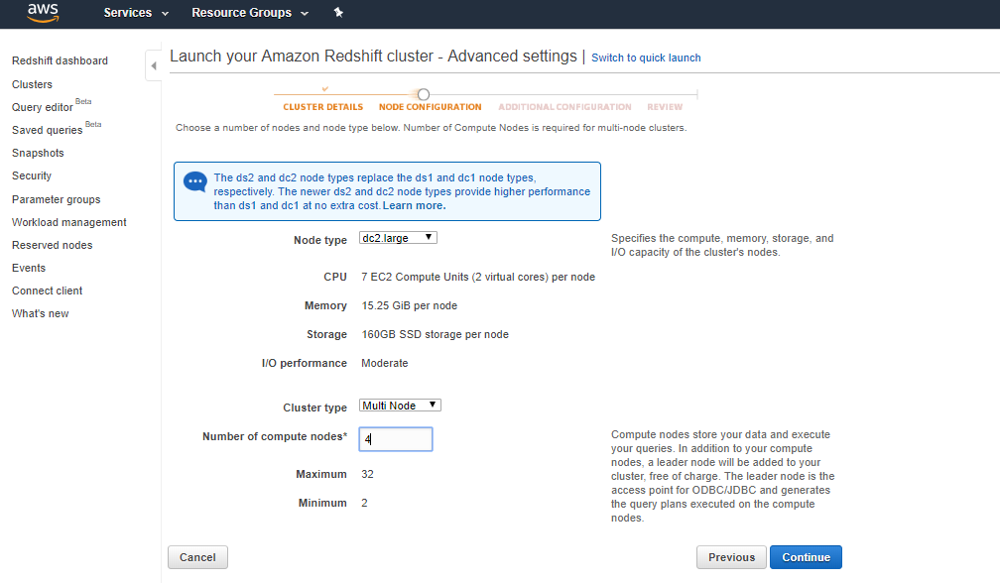 aws Services Resource Groups
Redshift dashboard
Clusters
Query editor Beta
Saved queries Beta
Snapshots
Security
Parameter groups
Workload management
Reserved nodes
Events
Connect client
What's new
Launch your Amazon Redshift cluster - Advanced settings | Switch to quick launch
CLUSTER DETAILS NODE CONFIGURATION ADDITIONAL CONFIGURATION REVIEW
Choose a number of nodes and node type below. Number of Compute Nodes is required for multi-node clusters.
The ds2 and dc2 node types replace the ds1 and dc1 node types,
respectively. The newer ds2 and dc2 node types provide higher performance
than ds1 and dc1 at no extra cost. Learn more.
Node type dc2.large
Specifies the compute, memory, storage, and
I/O capacity of the cluster's nodes.
CPU 7 EC2 Compute Units (2 virtual cores) per node
Memory 15.25 GiB per node
Storage 160GB SSD storage per node
I/O performance Moderate
Cluster type Multi Node
Number of compute nodes* 4
Compute nodes store your data and execute
your queries. In addition to your compute
nodes, a leader node will be added to your
cluster, free of charge. The leader node is the
access point for ODBC/JDBC and generates
the query plans executed on the compute
nodes.
Maximum 32
Minimum 2
Cancel Previous Continue